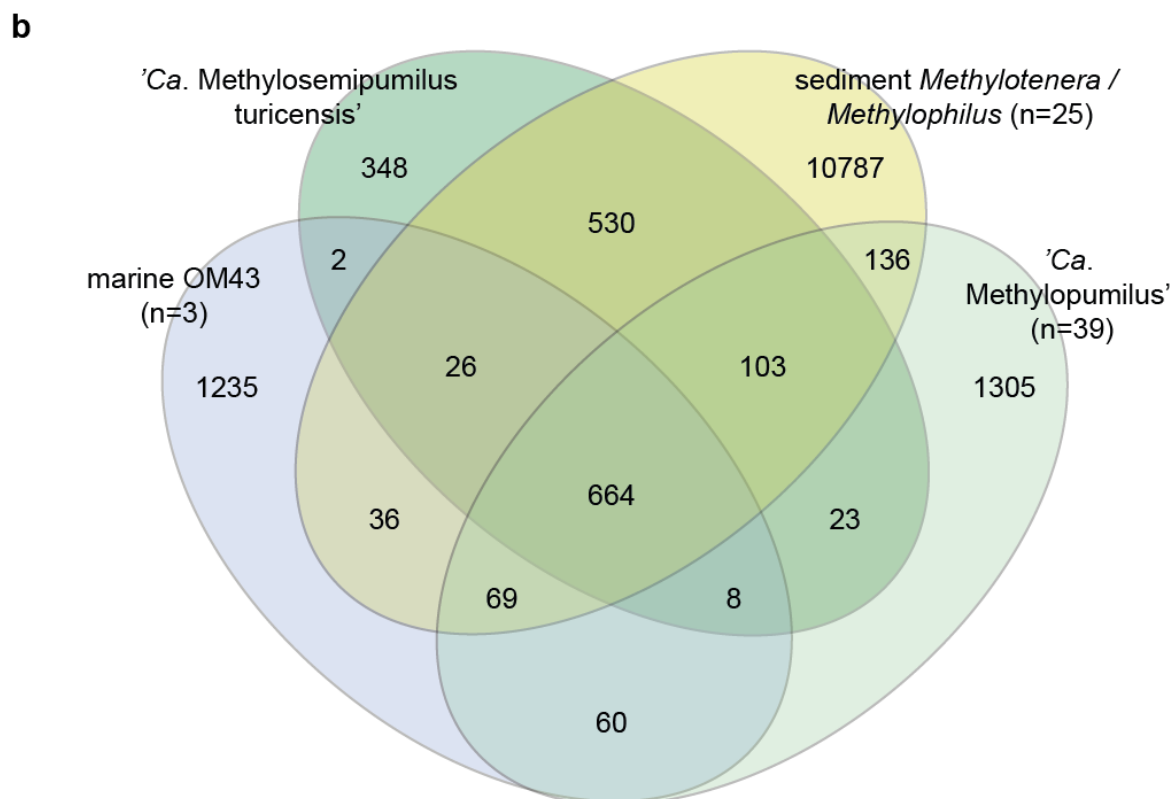 b
'Ca. Methylosemipumilus
turicensis'
sediment Methylotenera /
Methylophilus (n=25)
348
10787
530
2
136
marine OM43
(n=3)
'Ca.
Methylopumilus'
(n=39)
26
103
1235
1305
664
36
23
69
8
60